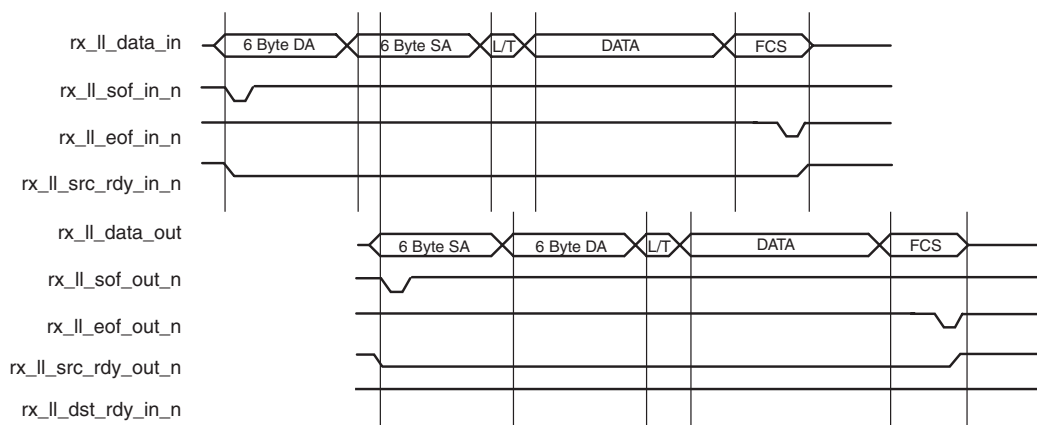 rx_ll_data_in
6 Byte DA
6 Byte SA
L/T
DATA
FCS
rx_ll_sof_in_n
rx_ll_eof_in_n
rx_ll_src_rdy_in_n
rx_ll_data_out
6 Byte SA
6 Byte DA
L/T
DATA
FCS
rx_ll_sof_out_n
rx_ll_eof_out_n
rx_ll_src_rdy_out_n
rx_ll_dst_rdy_in_n